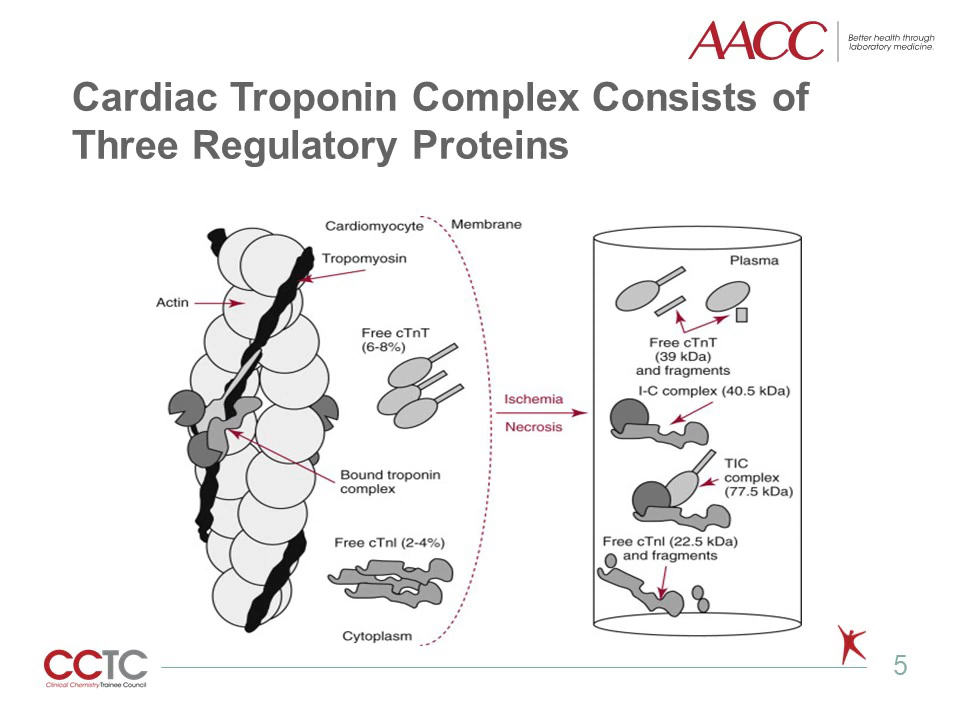 AACC
Better health through
laboratory medicine.
Cardiac Troponin Complex Consists of
Three Regulatory Proteins
Cardiomyocyte
Membrane
Tropomyosin
Actin
Free cTnT
(6-8%)
Bound troponin
complex
Free cTnI (2-4%)
Cytoplasm
Ischemia
Necrosis
Plasma
Free cTnT
(39 kDa)
and fragments
I-C complex (40.5 kDa)
TIC
complex
(77.5 kDa)
Free cTnI (22.5 kDa)
and fragments
CCTC
Clinical Chemistry Trainee Council
5